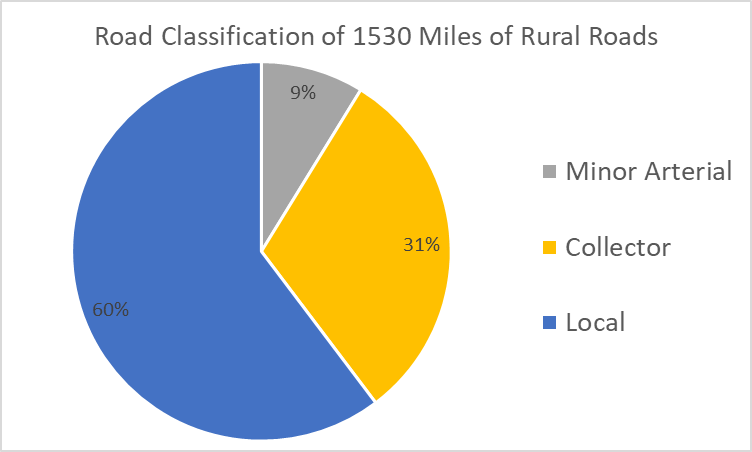 Road Classification of 1530 Miles of Rural Roads
9%
Minor Arterial
31%
Collector
60%
Local